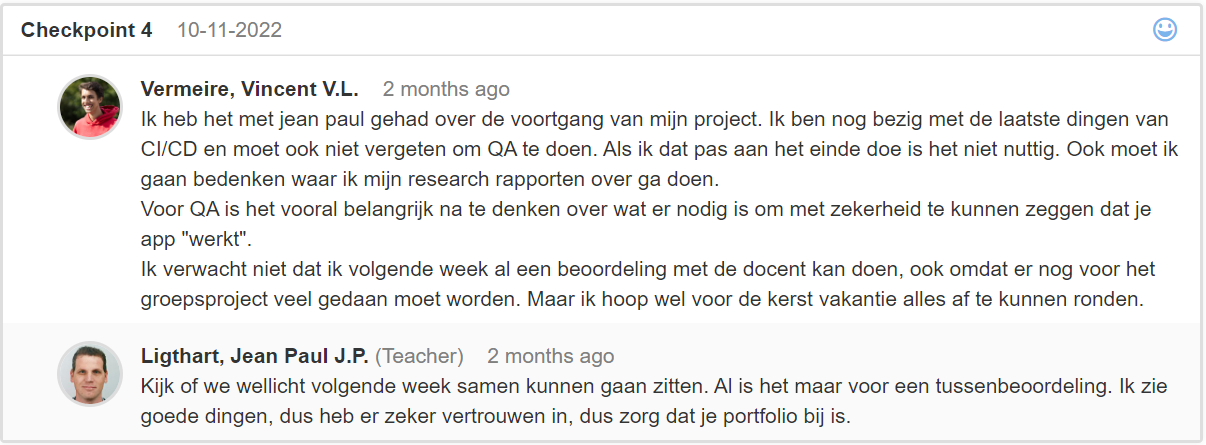 Checkpoint 4 10-11-2022
Vermeire, Vincent V.L. 2 months ago
Ik heb het met jean paul gehad over de voortgang van mijn project. Ik ben nog bezig met de laatste dingen van
CI/CD en moet ook niet vergeten om QA te doen. Als ik dat pas aan het einde doe is het niet nuttig. Ook moet ik
gaan bedenken waar ik mijn research rapporten over ga doen.
Voor QA is het vooral belangrijk na te denken over wat er nodig is om met zekerheid te kunnen zeggen dat je
app "werkt".
Ik verwacht niet dat ik volgende week al een beoordeling met de docent kan doen, ook omdat er nog voor het
groepsproject veel gedaan moet worden. Maar ik hoop wel voor de kerst vakantie alles af te kunnen ronden.
Ligthart, Jean Paul J.P. (Teacher) 2 months ago
Kijk of we wellicht volgende week samen kunnen gaan zitten. Al is het maar voor een tussenbeoordeling. Ik zie
goede dingen, dus heb er zeker vertrouwen in, dus zorg dat je portfolio bij is.